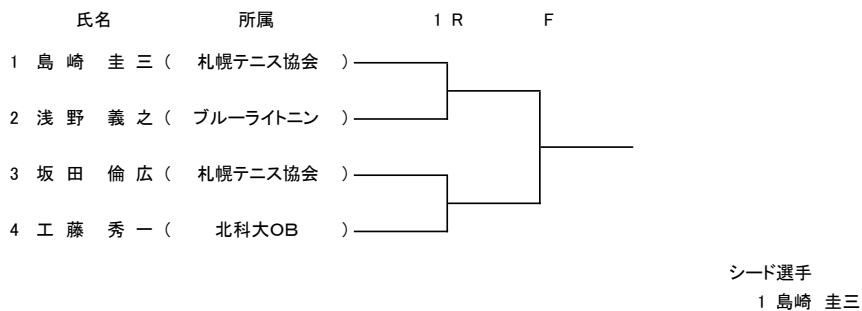 氏名 所属 1R F
1 島崎 圭三 ( 札幌テニス協会 )
2 浅野 義之 ( ブルーライトニン )
3 坂田 倫広 ( 札幌テニス協会 )
4 工藤 秀一 ( 北科大OB )
シード選手
1 島崎 圭三